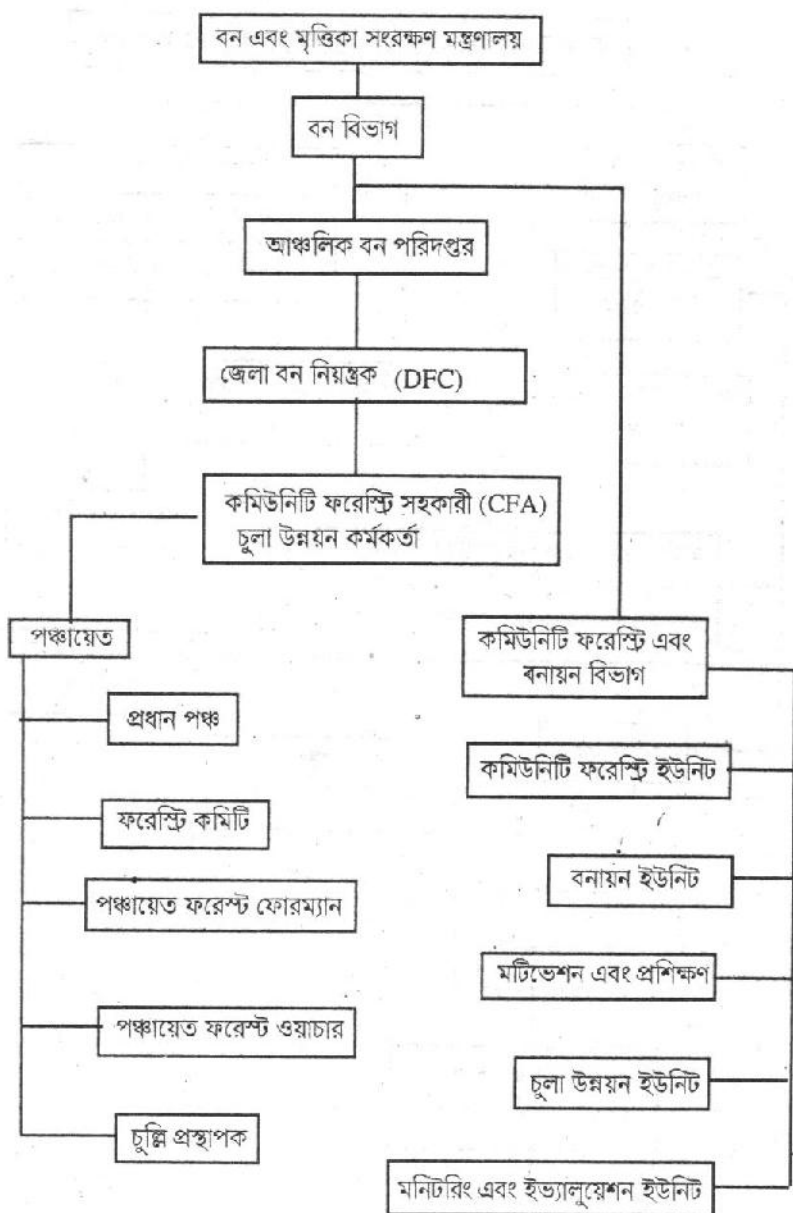 বন এবং মৃত্তিকা সংরক্ষণ মন্ত্রণালয়
বন বিভাগ
আঞ্চলিক বন পরিদপ্তর
জেলা বন নিয়ন্ত্রক (DFC)
কমিউনিটি ফরেস্ট্রি সহকারী (CFA)
চুলা উন্নয়ন কর্মকর্তা
পঞ্চায়েত
প্রধান পঞ্চ
ফরেস্ট্রি কমিটি
পঞ্চায়েত ফরেস্ট ফোরম্যান
পঞ্চায়েত ফরেস্ট ওয়াচার
চুল্লি প্রস্থাপক
কমিউনিটি ফরেস্ট্রি এবং
বনায়ন বিভাগ
কমিউনিটি ফরেস্ট্রি ইউনিট
বনায়ন ইউনিট
মটিভেশন এবং প্রশিক্ষণ
চুলা উন্নয়ন ইউনিট
মনিটরিং এবং ইভ্যালুয়েশন ইউনিট